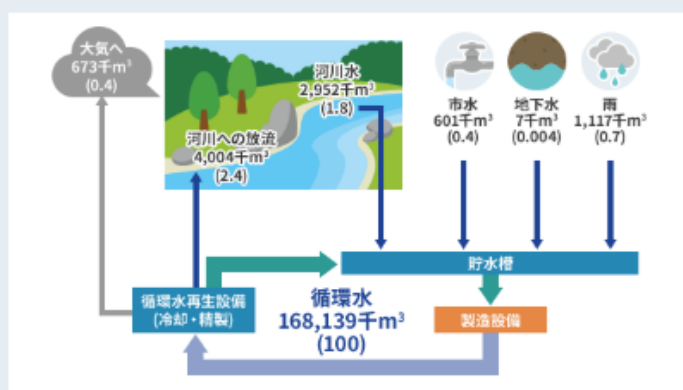 大気へ
673千m³
(0.4)
河川水
2,952千m³
(1.8)
河川への放流
4,004千m³
(2.4)
市水
601千m³
(0.4)
地下水
7千m³
(0.004)
雨
1,117千m³
(0.7)
貯水槽
循環水再生設備
(冷却・精製)
循環水
168,139千m³
(100)
製造設備